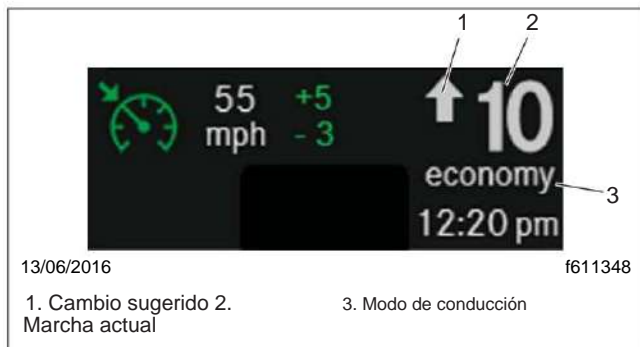 1
2
55
+5
10
mph
- 3
economy
3
12:20 pm
13/06/2016
f611348
1. Cambio sugerido 2.
Marcha actual
3. Modo de conducción